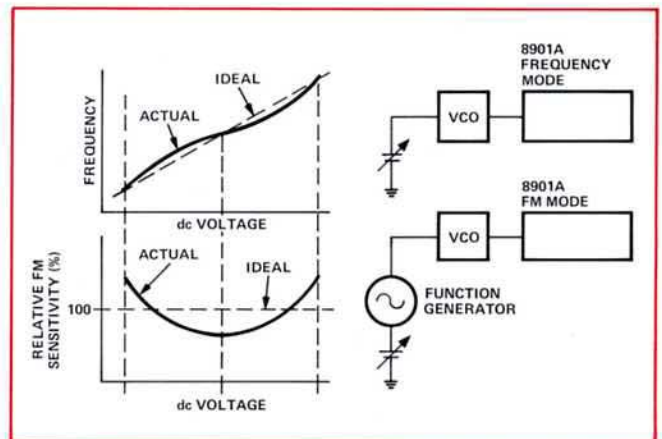 FREQUENCY
IDEAL
ACTUAL
dc VOLTAGE
8901A
FREQUENCY
MODE
VCO
RELATIVE FM
SENSITIVITY (%)
100
ACTUAL
IDEAL
dc VOLTAGE
8901A
FM MODE
VCO
FUNCTION
GENERATOR